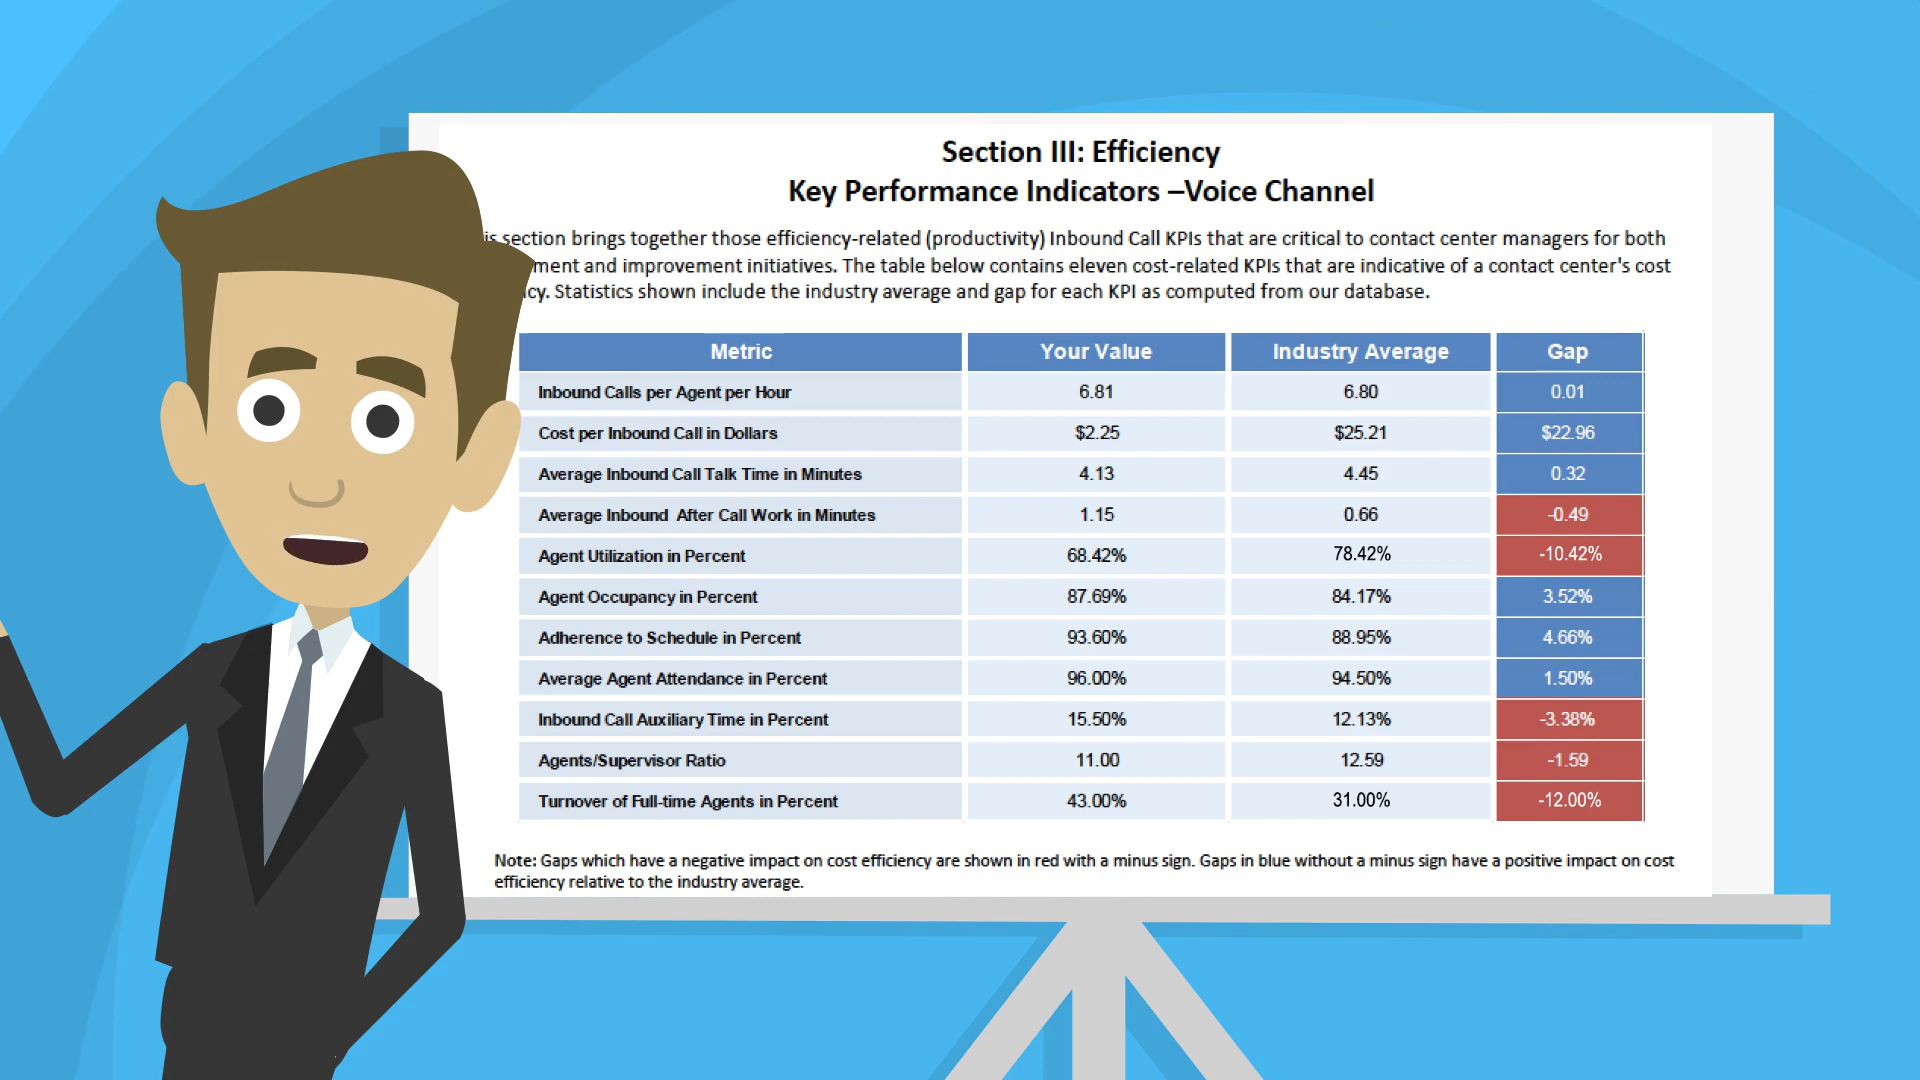 Section III: Efficiency
Key Performance Indicators –Voice Channel
is section brings together those efficiency-related (productivity) Inbound Call KPIs that are critical to contact center managers for both
ment and improvement initiatives. The table below contains eleven cost-related KPIs that are indicative of a contact center's cost
cy. Statistics shown include the industry average and gap for each KPI as computed from our database.
Metric Your Value Industry Average Gap
Inbound Calls per Agent per Hour 6.81 6.80 0.01
Cost per Inbound Call in Dollars $2.25 $25.21 $22.96
Average Inbound Call Talk Time in Minutes 4.13 4.45 0.32
Average Inbound After Call Work in Minutes 1.15 0.66 -0.49
Agent Utilization in Percent 68.42% 78.42% -10.42%
Agent Occupancy in Percent 87.69% 84.17% 3.52%
Adherence to Schedule in Percent 93.60% 88.95% 4.66%
Average Agent Attendance in Percent 96.00% 94.50% 1.50%
Inbound Call Auxiliary Time in Percent 15.50% 12.13% -3.38%
Agents/Supervisor Ratio 11.00 12.59 -1.59
Turnover of Full-time Agents in Percent 43.00% 31.00% -12.00%
Note: Gaps which have a negative impact on cost efficiency are shown in red with a minus sign. Gaps in blue without a minus sign have a positive impact on cost
efficiency relative to the industry average.